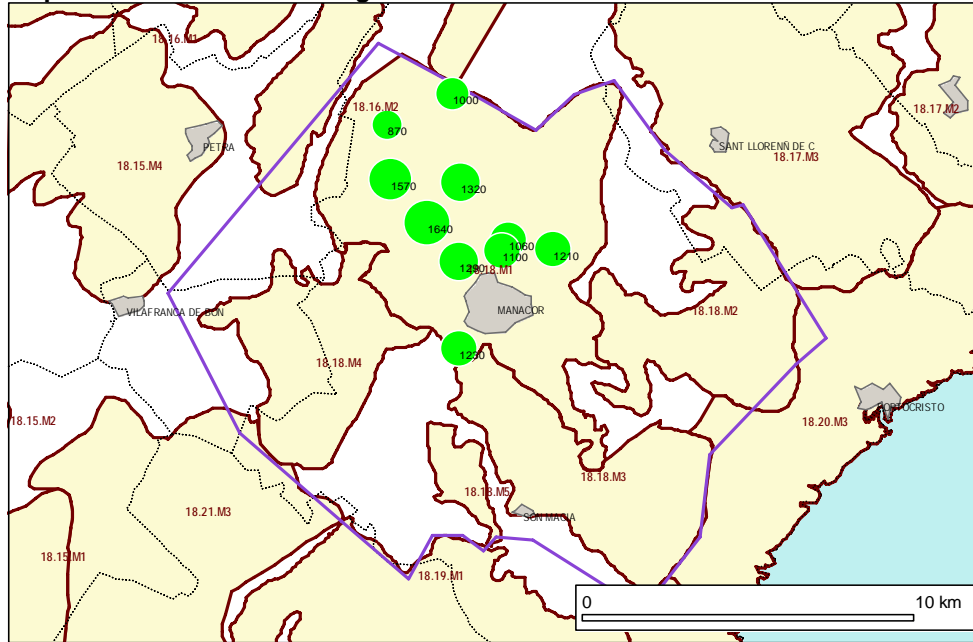 18.16.M1
1000
18.16.M2
18.17.M2
870
PETRA
SANT LLORENÑ DE C
18.17.M3
18.15.M4
1570
1320
1640
1060
1100
1210
18.18.M1
MANACOR
VILAFRANCA DE BON
18.18.M2
1230
18.18.M4
PORTOCRISTO
18.15.M2
18.20.M3
18.18.M3
18.18.M5
SON MACIA
18.21.M3
18.15.M1
18.19.M1
0 10 km